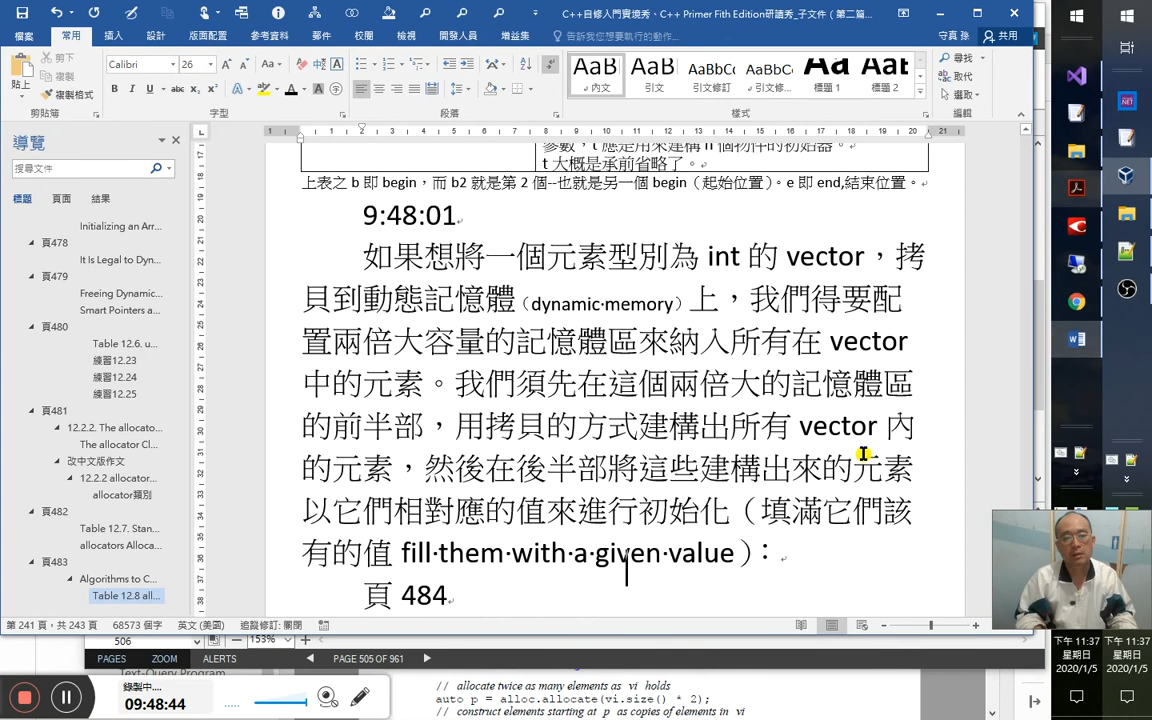 C++自修入門實境秀、C++ Primer Fifth Edition研讀秀_子文件（第二篇...
檔案 常用 插入 設計 版面配置 參考資料 郵件 校閱 檢視 開發人員 增益集 告訴我您想要執行的動作... 守真 孫 共用
貼上 剪下 複製 複製格式
Calibri 26
AaB AaB AaBbCc AaBbCc AaB AaB
內文 引文 引文修訂 引文修... 標題 1 標題 2
尋找 取代 選取
剪貼簿 字型 段落 樣式 編輯
導覽
搜尋文件
標題 頁面 結果
Initializing an Arr...
頁478
It Is Legal to Dyn...
頁479
Freeing Dynamic...
Smart Pointers a...
頁480
Table 12.6. u...
練習12.23
練習12.24
練習12.25
頁481
12.2.2. The allocato...
The allocator Cl...
改中文版作文
12.2.2 allocator...
allocator類別
頁482
Table 12.7. Stan...
allocators Alloca...
頁483
Algorithms to C...
Table 12.8 all...
參數，t 應是用來建構 n 個物件的初始器。
t 大概是承前省略了。
上表之 b 即 begin，而 b2 就是第 2 個--也就是另一個 begin（起始位置）。e 即 end,結束位置。
9:48:01
如果想將一個元素型別為 int 的 vector，拷
貝到動態記憶體（dynamic memory）上，我們得要配
置兩倍大容量的記憶體區來納入所有在 vector
中的元素。我們須先在這個兩倍大的記憶體區
的前半部，用拷貝的方式建構出所有 vector 內
的元素，然後在後半部將這些建構出來的元素
以它們相對應的值來進行初始化（填滿它們該
有的值 fill them with a given value）：
頁 484
第 241 頁，共 243 頁 68573 個字 英文 (美國) 追蹤修訂: 關閉
506 153%
PAGES ZOOM ALERTS PAGE 505 OF 961
Text-Query Program
錄製中...
09:48:44
// allocate twice as many elements as vi holds
auto p = alloc.allocate(vi.size() * 2);
// construct elements starting at p as copies of elements in vi
下午 11:37 下午 11:37
星期日 星期日
2020/1/5 2020/1/5